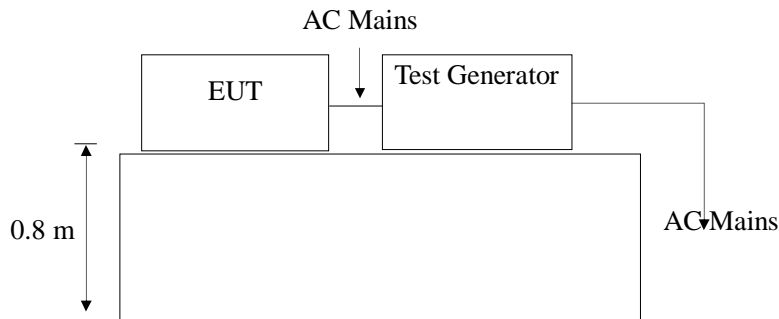 AC Mains
EUT
Test Generator
0.8 m
AC Mains